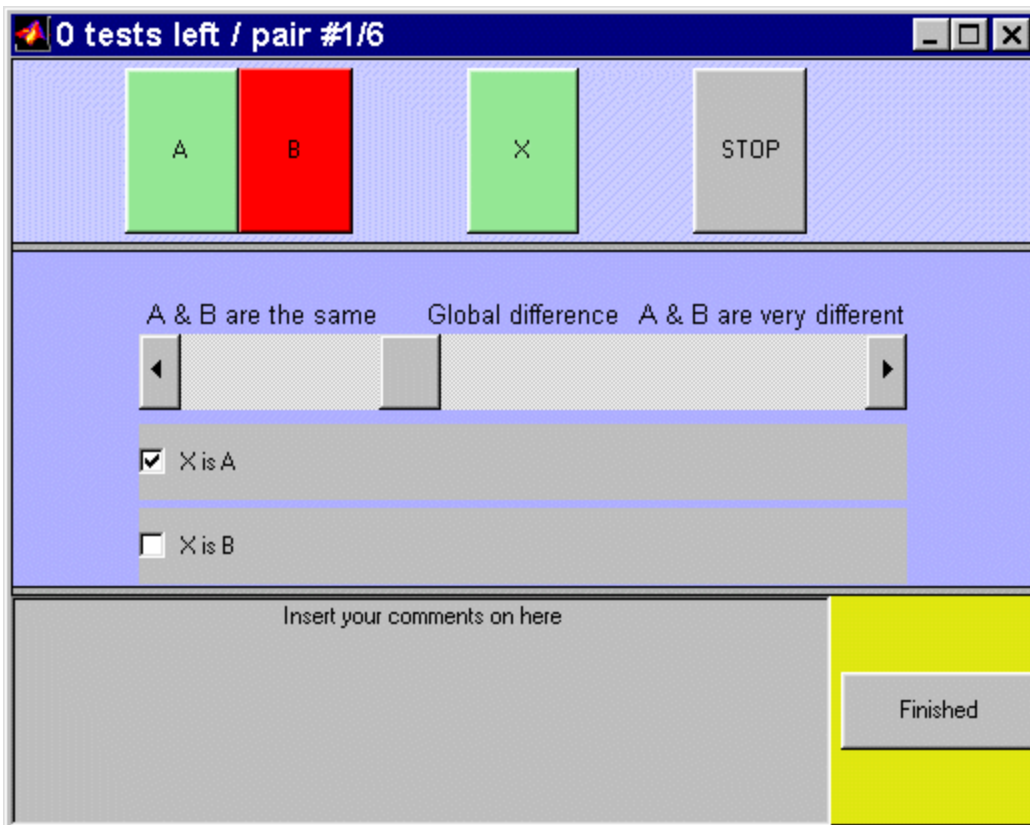 0 tests left / pair #1/6
A B X STOP
A & B are the same Global difference A & B are very different
X is A
X is B
Insert your comments on here
Finished